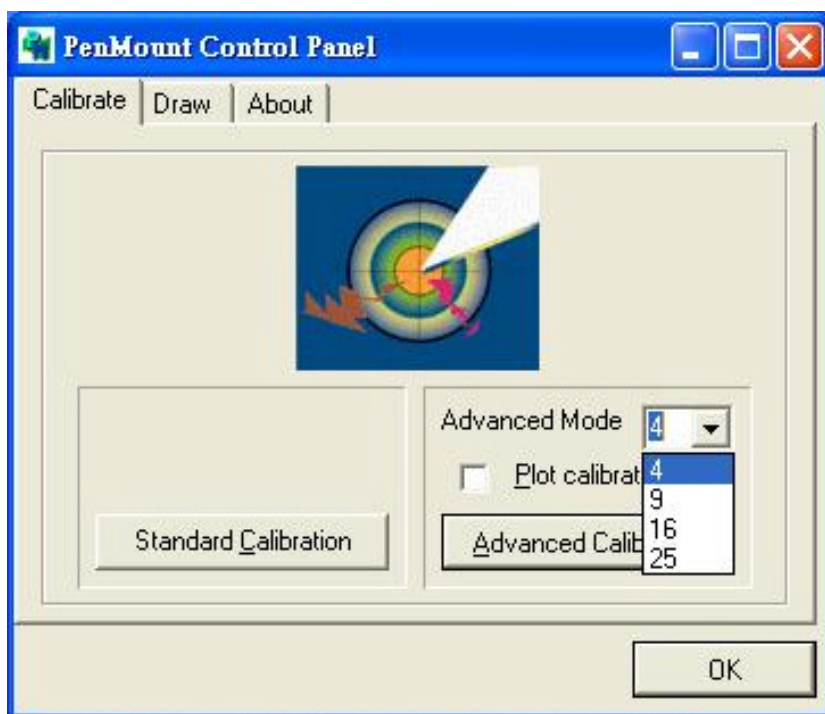 PenMount Control Panel
Calibrate Draw About
Advanced Mode 4
Plot calibrat
4
9
16
25
Standard Calibration
Advanced Calib
OK